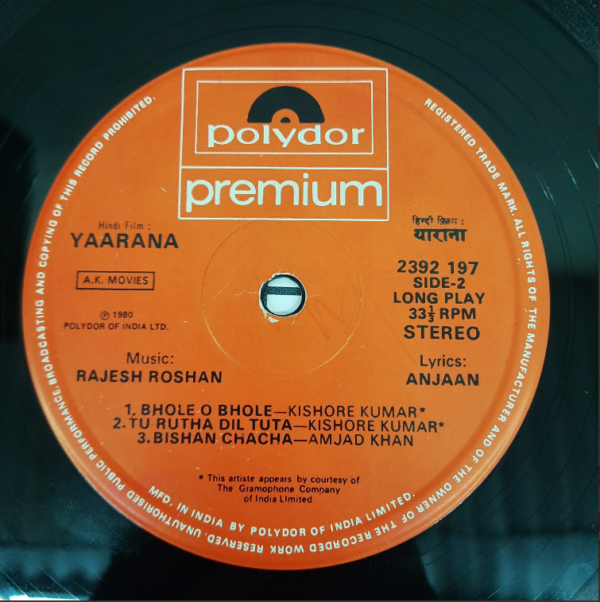 polydor
premium
Hindi Film :
YAARANA
हिन्दी फ़िल्म :
याराना
A.K. MOVIES
2392 197
SIDE-2
LONG PLAY
33⅓ RPM
STEREO
℗ 1980
POLYDOR OF INDIA LTD.
Music:
RAJESH ROSHAN
Lyrics:
ANJAAN
1. BHOLE O BHOLE—KISHORE KUMAR*
2. TU RUTHA DIL TUTA—KISHORE KUMAR*
3. BISHAN CHACHA—AMJAD KHAN
* This artiste appears by courtesy of
The Gramophone Company
of India Limited
MFD. IN INDIA BY POLYDOR OF INDIA LIMITED.
REGISTERED TRADE MARK. ALL RIGHTS OF THE MANUFACTURER AND OF THE OWNER OF THE RECORDED WORK RESERVED. UNAUTHORISED PUBLIC PERFORMANCE, BROADCASTING AND COPYING OF THIS RECORD PROHIBITED.